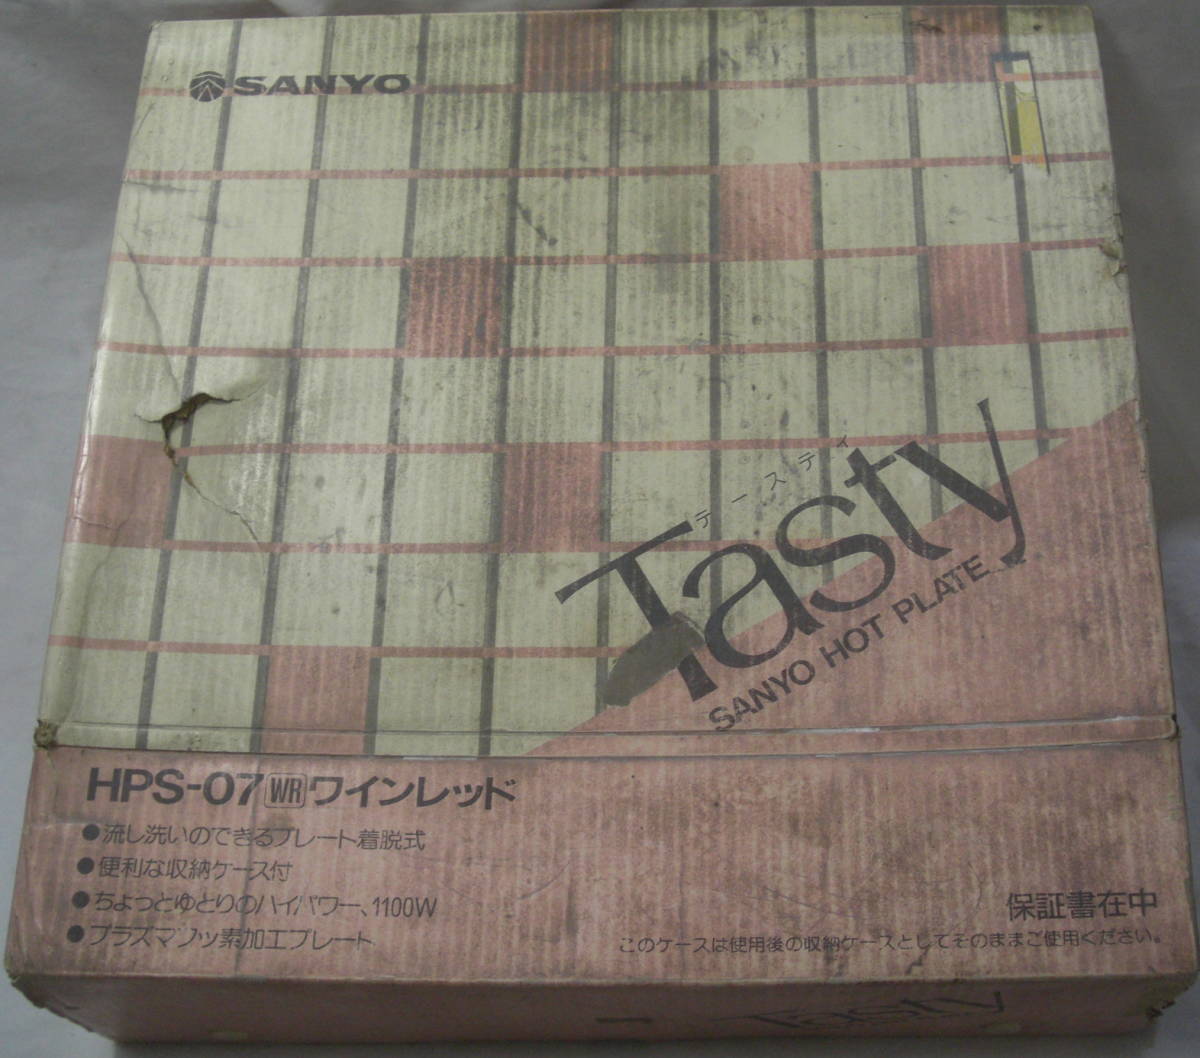 SANYO
テースティ
Tasty
SANYO HOT PLATE
HPS-07 WR ワインレッド
●流し洗いのできるプレート着脱式
●便利な収納ケース付
●ちょっとゆとりのハイパワー、1100W
●プラズマフッ素加工プレート
保証書在中
このケースは使用後の収納ケースとしてそのままご使用ください。
Tasty